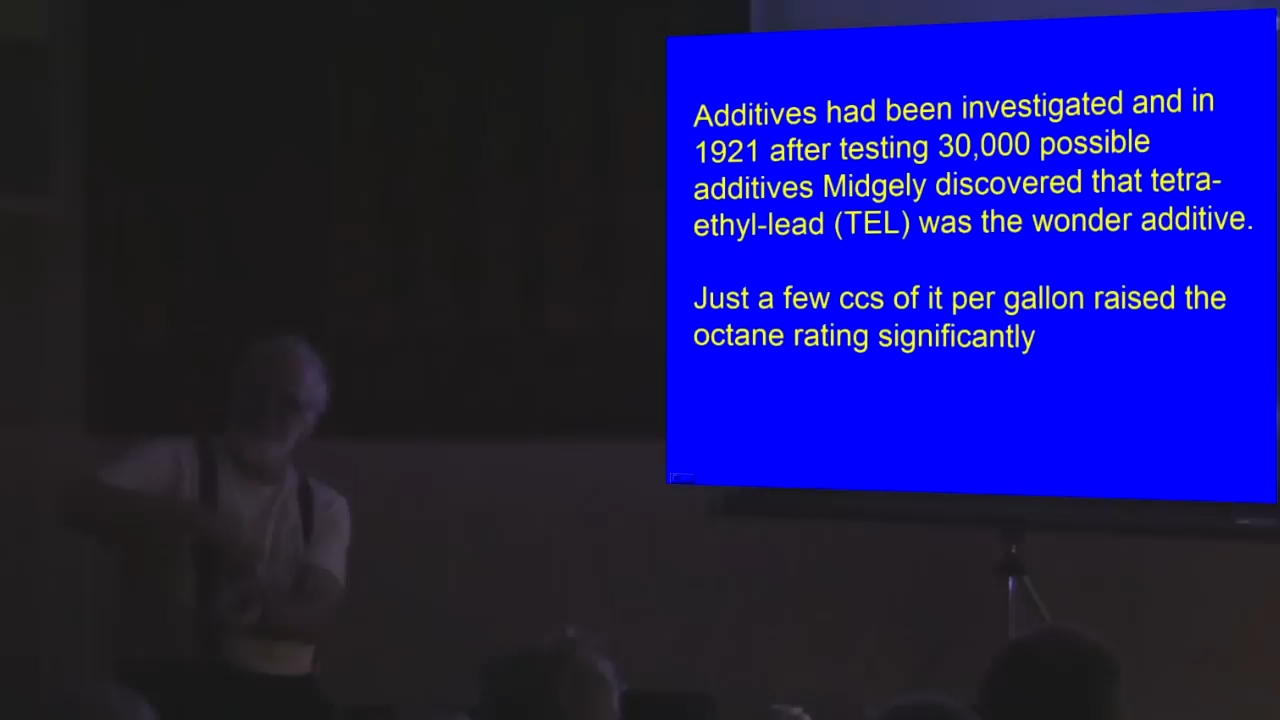 Additives had been investigated and in
1921 after testing 30,000 possible
additives Midgely discovered that tetra-
ethyl-lead (TEL) was the wonder additive.
Just a few ccs of it per gallon raised the
octane rating significantly